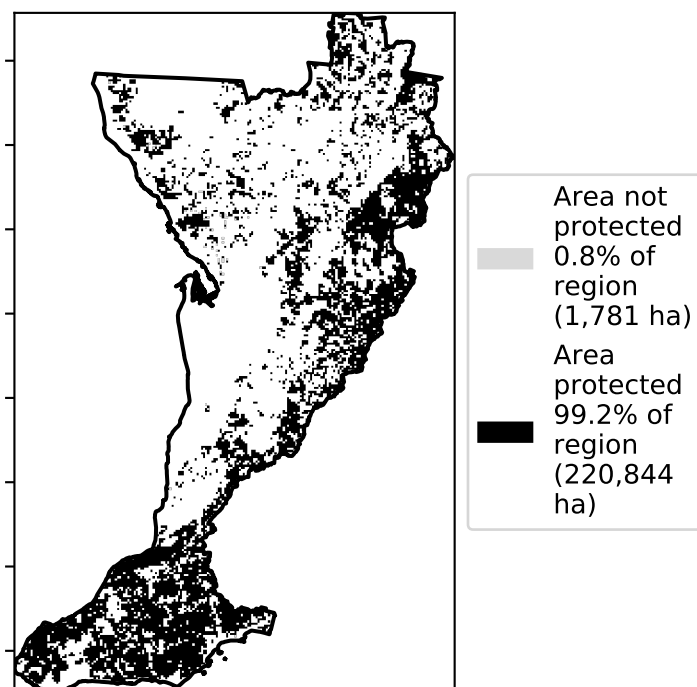 Area not
protected
0.8% of
region
(1,781 ha)
Area
protected
99.2% of
region
(220,844
ha)